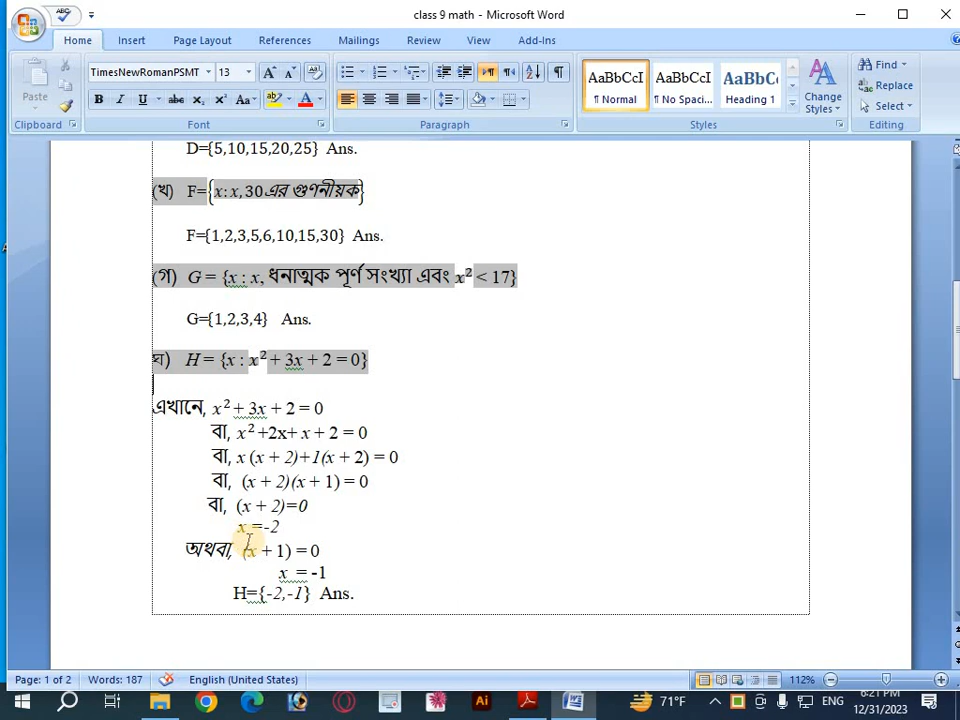 class 9 math - Microsoft Word
Home Insert Page Layout References Mailings Review View Add-Ins
Paste
Clipboard
TimesNewRomanPSMT 13
Font
Paragraph
AaBbCcI AaBbCcI AaBbC
¶ Normal ¶ No Spaci... Heading 1
Change Styles
Styles
Find
Replace
Select
Editing
D={5,10,15,20,25} Ans.
(খ) F={x: x, 30এর গুণনীয়ক}
F={1,2,3,5,6,10,15,30} Ans.
(গ) G = {x : x, ধনাত্মক পূর্ণ সংখ্যা এবং x² < 17}
G={1,2,3,4} Ans.
ঘ) H = {x : x² + 3x + 2 = 0}
এখানে, x² + 3x + 2 = 0
বা, x² +2x+ x + 2 = 0
বা, x (x + 2)+1(x + 2) = 0
বা, (x + 2)(x + 1) = 0
বা, (x + 2)=0
x =-2
অথবা, (x + 1) = 0
x = -1
H={-2,-1} Ans.
Page: 1 of 2 Words: 187 English (United States) 112%
71°F ENG 6:21 PM
12/31/2023